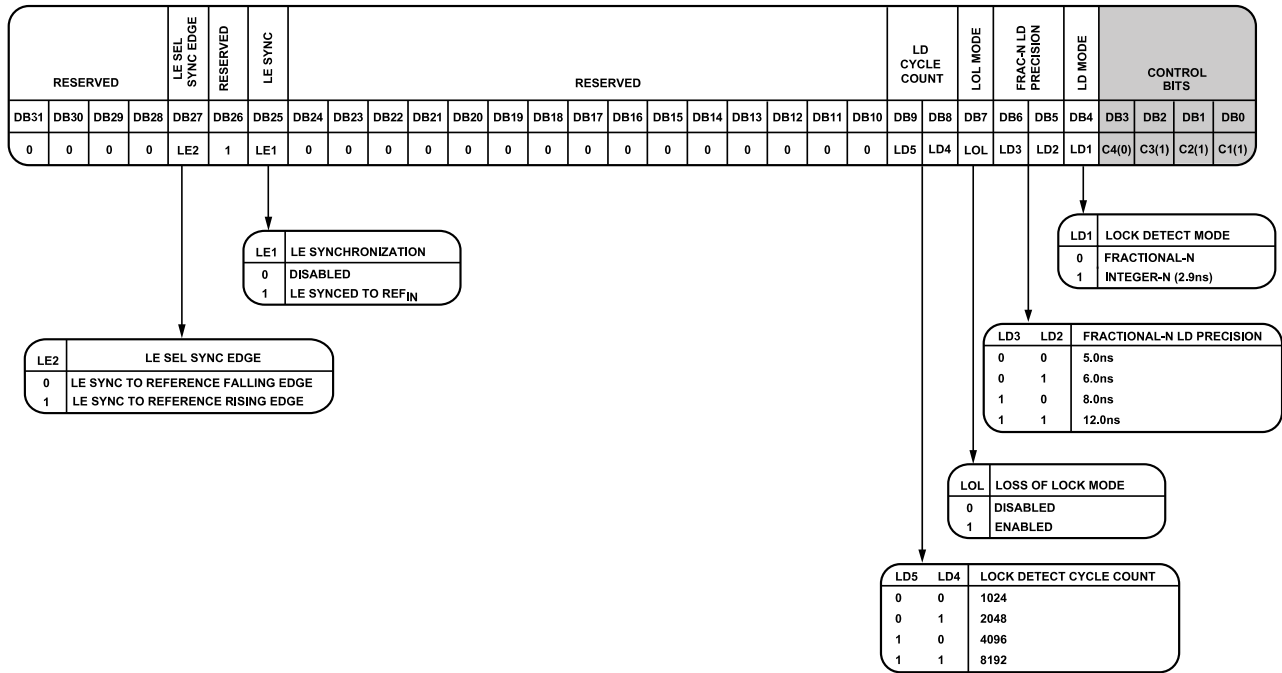 RESERVED
LE SEL
SYNC EDGE
RESERVED
LE SYNC
RESERVED
LD
CYCLE
COUNT
LOL MODE
FRAC-N LD
PRECISION
LD MODE
CONTROL
BITS
DB31 DB30 DB29 DB28 DB27 DB26 DB25 DB24 DB23 DB22 DB21 DB20 DB19 DB18 DB17 DB16 DB15 DB14 DB13 DB12 DB11 DB10 DB9 DB8 DB7 DB6 DB5 DB4 DB3 DB2 DB1 DB0
0 0 0 0 LE2 1 LE1 0 0 0 0 0 0 0 0 0 0 0 0 0 0 0 LD5 LD4 LOL LD3 LD2 LD1 C4(0) C3(1) C2(1) C1(1)
LE1 LE SYNCHRONIZATION
0 DISABLED
1 LE SYNCED TO REFIN
LD1 LOCK DETECT MODE
0 FRACTIONAL-N
1 INTEGER-N (2.9ns)
LE2 LE SEL SYNC EDGE
0 LE SYNC TO REFERENCE FALLING EDGE
1 LE SYNC TO REFERENCE RISING EDGE
LD3 LD2 FRACTIONAL-N LD PRECISION
0 0 5.0ns
0 1 6.0ns
1 0 8.0ns
1 1 12.0ns
LOL LOSS OF LOCK MODE
0 DISABLED
1 ENABLED
LD5 LD4 LOCK DETECT CYCLE COUNT
0 0 1024
0 1 2048
1 0 4096
1 1 8192